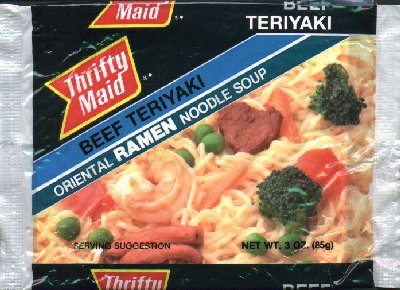 Maid
BEEF
TERIYAKI
Thrifty
Maid
BEEF TERIYAKI
ORIENTAL RAMEN NOODLE SOUP
SERVING SUGGESTION
NET WT. 3 OZ. (85g)
Thrifty
BEEF